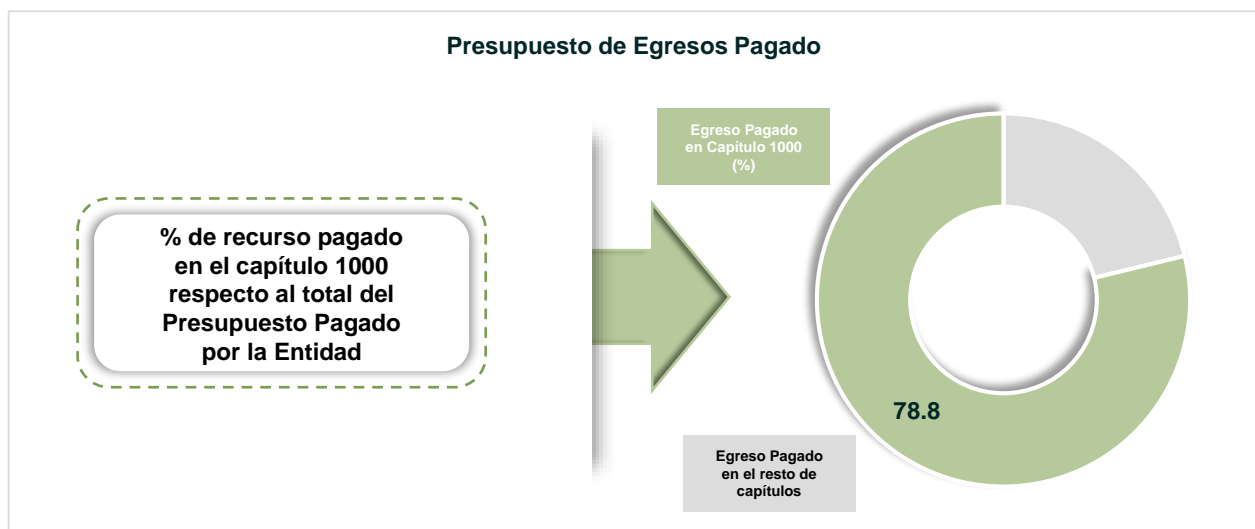 Presupuesto de Egresos Pagado
Egreso Pagado
en Capítulo 1000
(%)
% de recurso pagado
en el capítulo 1000
respecto al total del
Presupuesto Pagado
por la Entidad
78.8
Egreso Pagado
en el resto de
capítulos